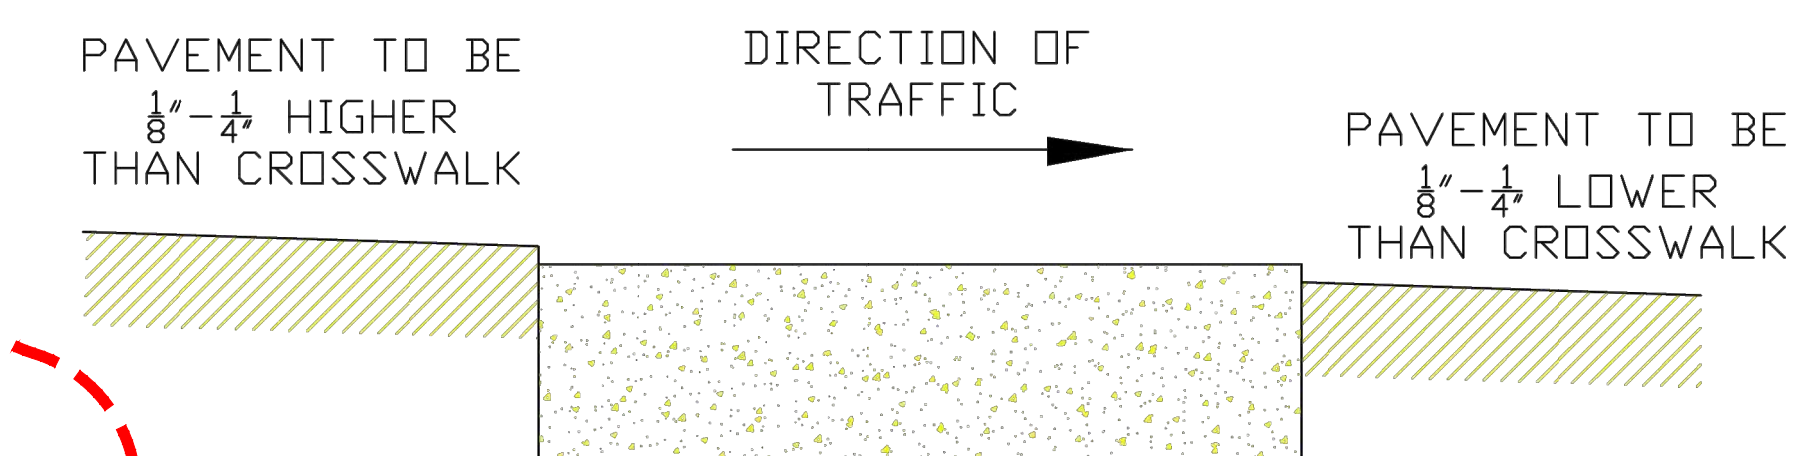 PAVEMENT TO BE
1/8"-1/4" HIGHER
THAN CROSSWALK
DIRECTION OF
TRAFFIC
PAVEMENT TO BE
1/8"-1/4" LOWER
THAN CROSSWALK